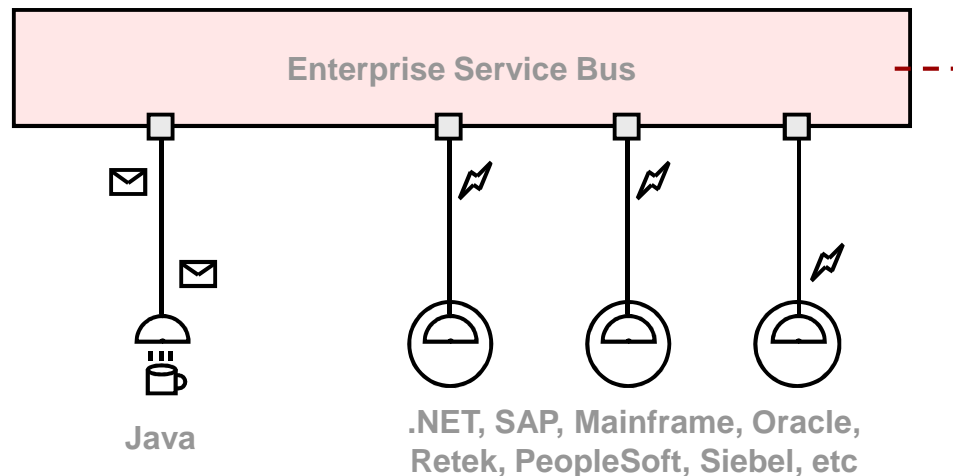 Enterprise Service Bus
Java
.NET, SAP, Mainframe, Oracle,
Retek, PeopleSoft, Siebel, etc